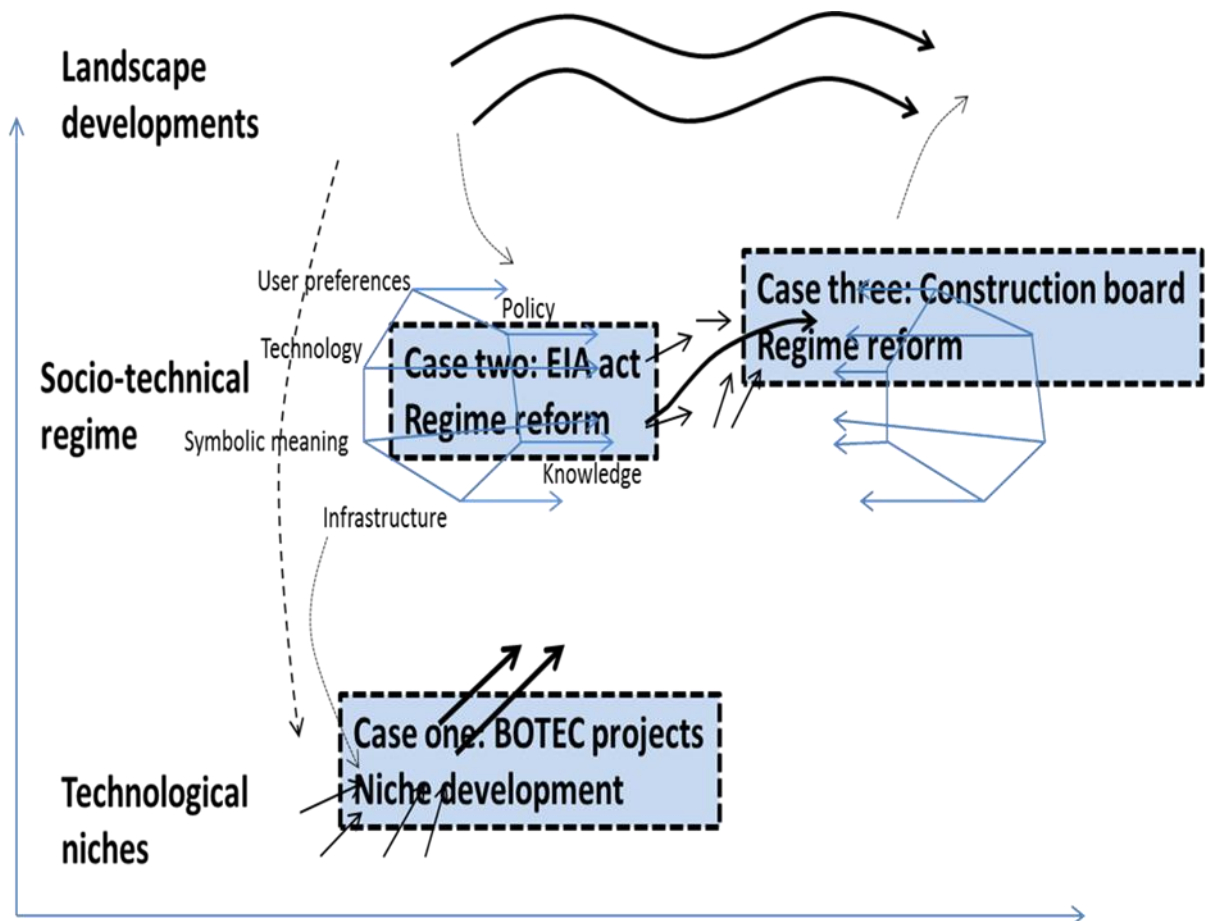 Landscape
developments
User preferences
Policy
Technology
Socio-technical
regime
Symbolic meaning
Knowledge
Infrastructure
Case two: EIA act
Regime reform
Case three: Construction board
Regime reform
Case one: BOTEC projects
Niche development
Technological
niches